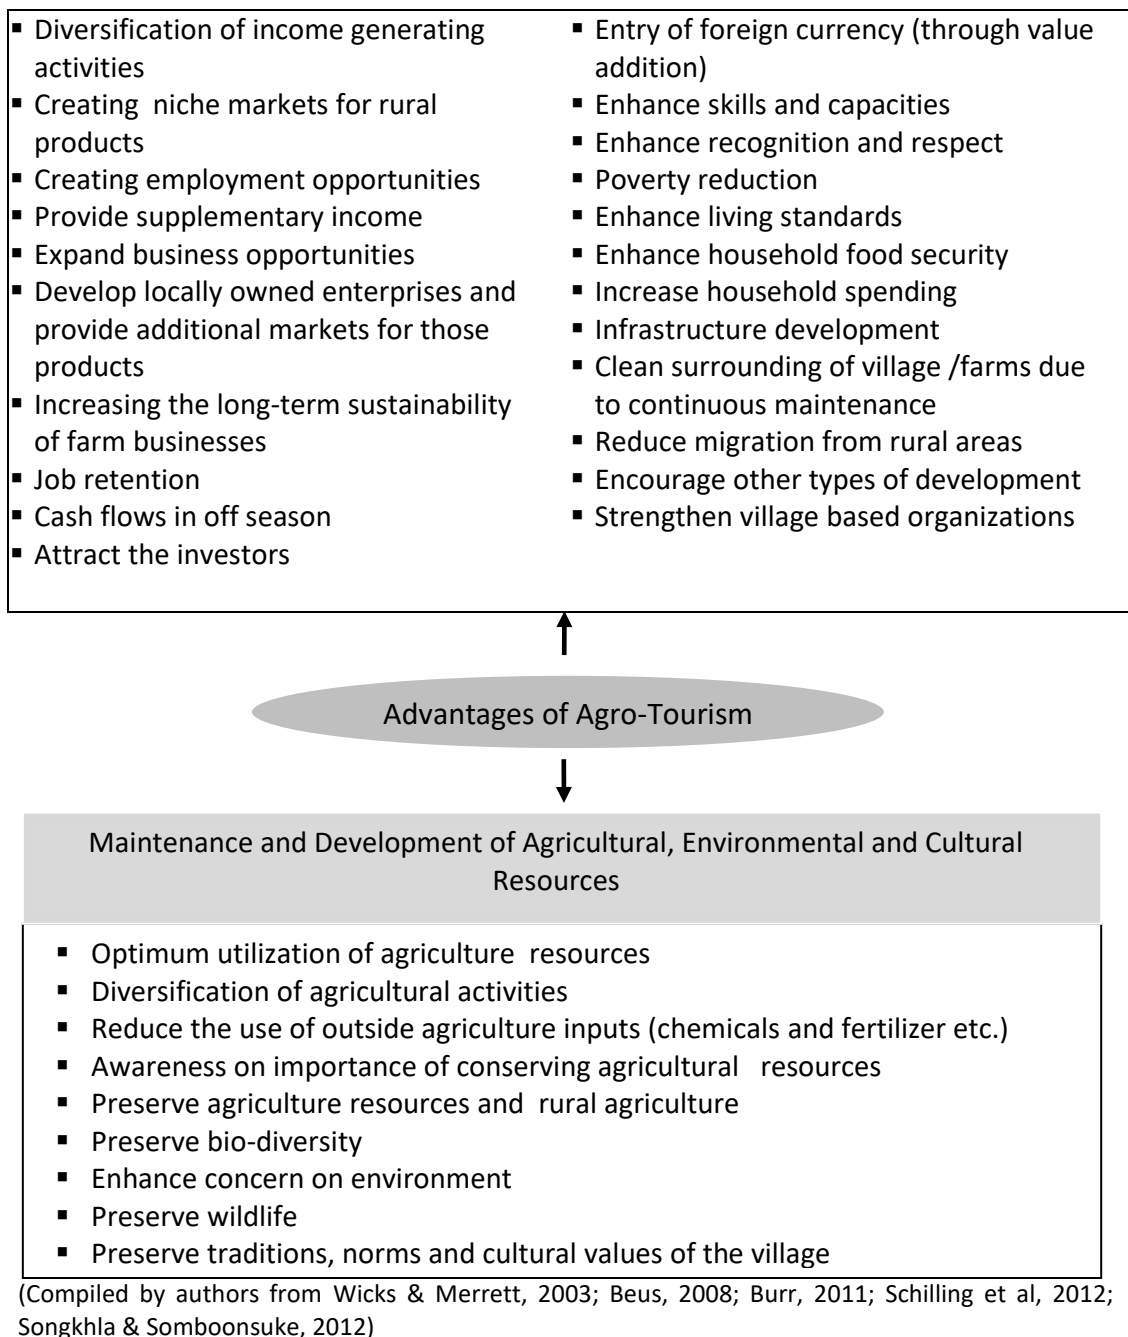 ▪ Diversification of income generating
activities
▪ Creating niche markets for rural
products
▪ Creating employment opportunities
▪ Provide supplementary income
▪ Expand business opportunities
▪ Develop locally owned enterprises and
provide additional markets for those
products
▪ Increasing the long-term sustainability
of farm businesses
▪ Job retention
▪ Cash flows in off season
▪ Attract the investors
▪ Entry of foreign currency (through value
addition)
▪ Enhance skills and capacities
▪ Enhance recognition and respect
▪ Poverty reduction
▪ Enhance living standards
▪ Enhance household food security
▪ Increase household spending
▪ Infrastructure development
▪ Clean surrounding of village /farms due
to continuous maintenance
▪ Reduce migration from rural areas
▪ Encourage other types of development
▪ Strengthen village based organizations
Advantages of Agro-Tourism
Maintenance and Development of Agricultural, Environmental and Cultural
Resources
▪ Optimum utilization of agriculture resources
▪ Diversification of agricultural activities
▪ Reduce the use of outside agriculture inputs (chemicals and fertilizer etc.)
▪ Awareness on importance of conserving agricultural resources
▪ Preserve agriculture resources and rural agriculture
▪ Preserve bio-diversity
▪ Enhance concern on environment
▪ Preserve wildlife
▪ Preserve traditions, norms and cultural values of the village
(Compiled by authors from Wicks & Merrett, 2003; Beus, 2008; Burr, 2011; Schilling et al, 2012;
Songkhla & Somboonsuke, 2012)